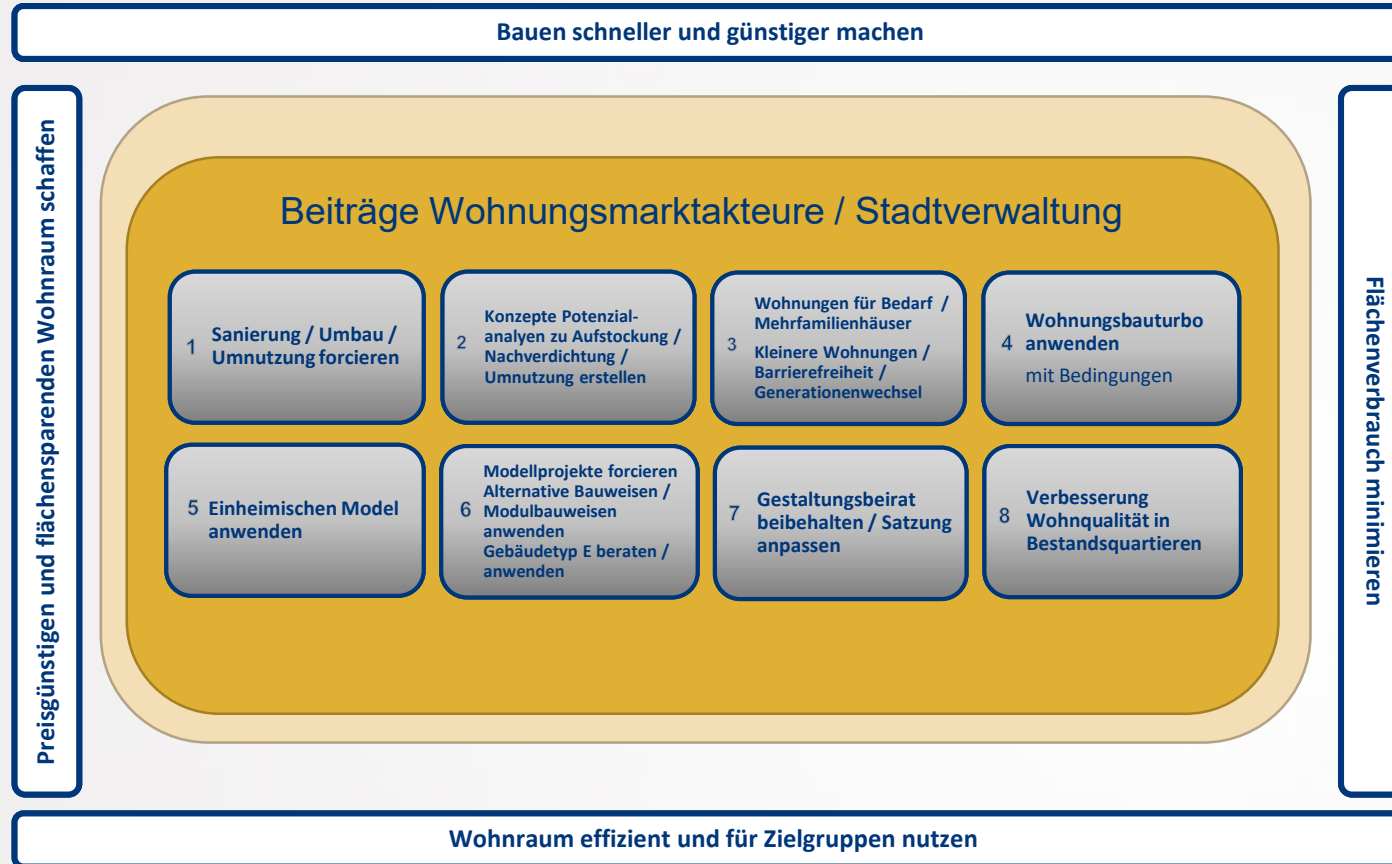 Bauen schneller und günstiger machen
Preisgünstigen und flächensparenden Wohnraum schaffen
Beiträge Wohnungsmarktakteure / Stadtverwaltung
1
Sanierung / Umbau /
Umnutzung forcieren
2
Konzepte Potenzial-
analysen zu Aufstockung /
Nachverdichtung /
Umnutzung erstellen
3
Wohnungen für Bedarf /
Mehrfamilienhäuser
Kleinere Wohnungen /
Barrierefreiheit /
Generationenwechsel
4
Wohnungsbauturbo
anwenden
mit Bedingungen
5
Einheimischen Model
anwenden
6
Modellprojekte forcieren
Alternative Bauweisen /
Modulbauweisen
anwenden
Gebäudetyp E beraten /
anwenden
7
Gestaltungsbeirat
beibehalten / Satzung
anpassen
8
Verbesserung
Wohnqualität in
Bestandsquartieren
Flächenverbrauch minimieren
Wohnraum effizient und für Zielgruppen nutzen